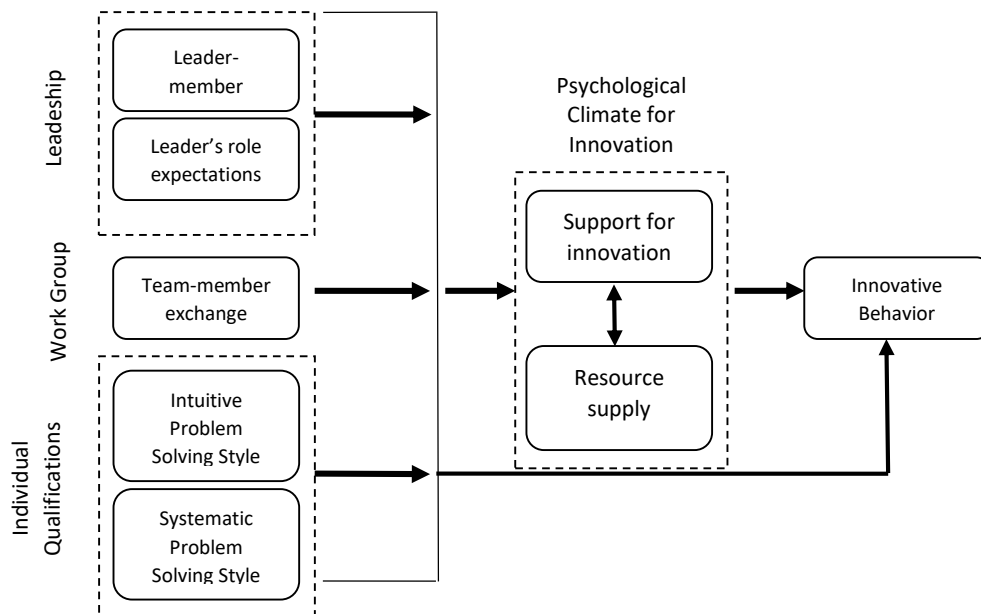 Leadeship
Leader-
member
Leader’s role
expectations
Work Group
Team-member
exchange
Individual
Qualifications
Intuitive
Problem
Solving Style
Systematic
Problem
Solving Style
Psychological
Climate for
Innovation
Support for
innovation
Resource
supply
Innovative
Behavior